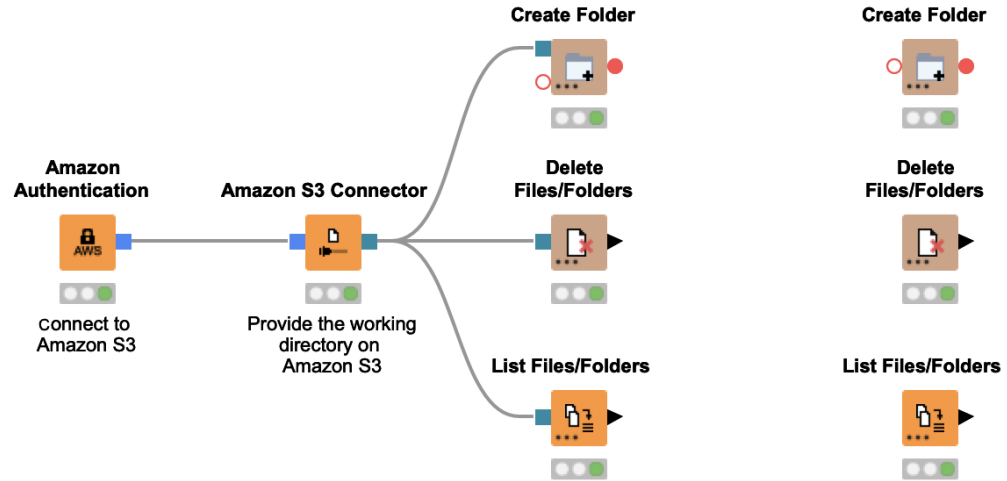 Create Folder
Create Folder
Amazon
Authentication
AWS
Connect to
Amazon S3
Amazon S3 Connector
Provide the working
directory on
Amazon S3
Delete
Files/Folders
Delete
Files/Folders
List Files/Folders
List Files/Folders